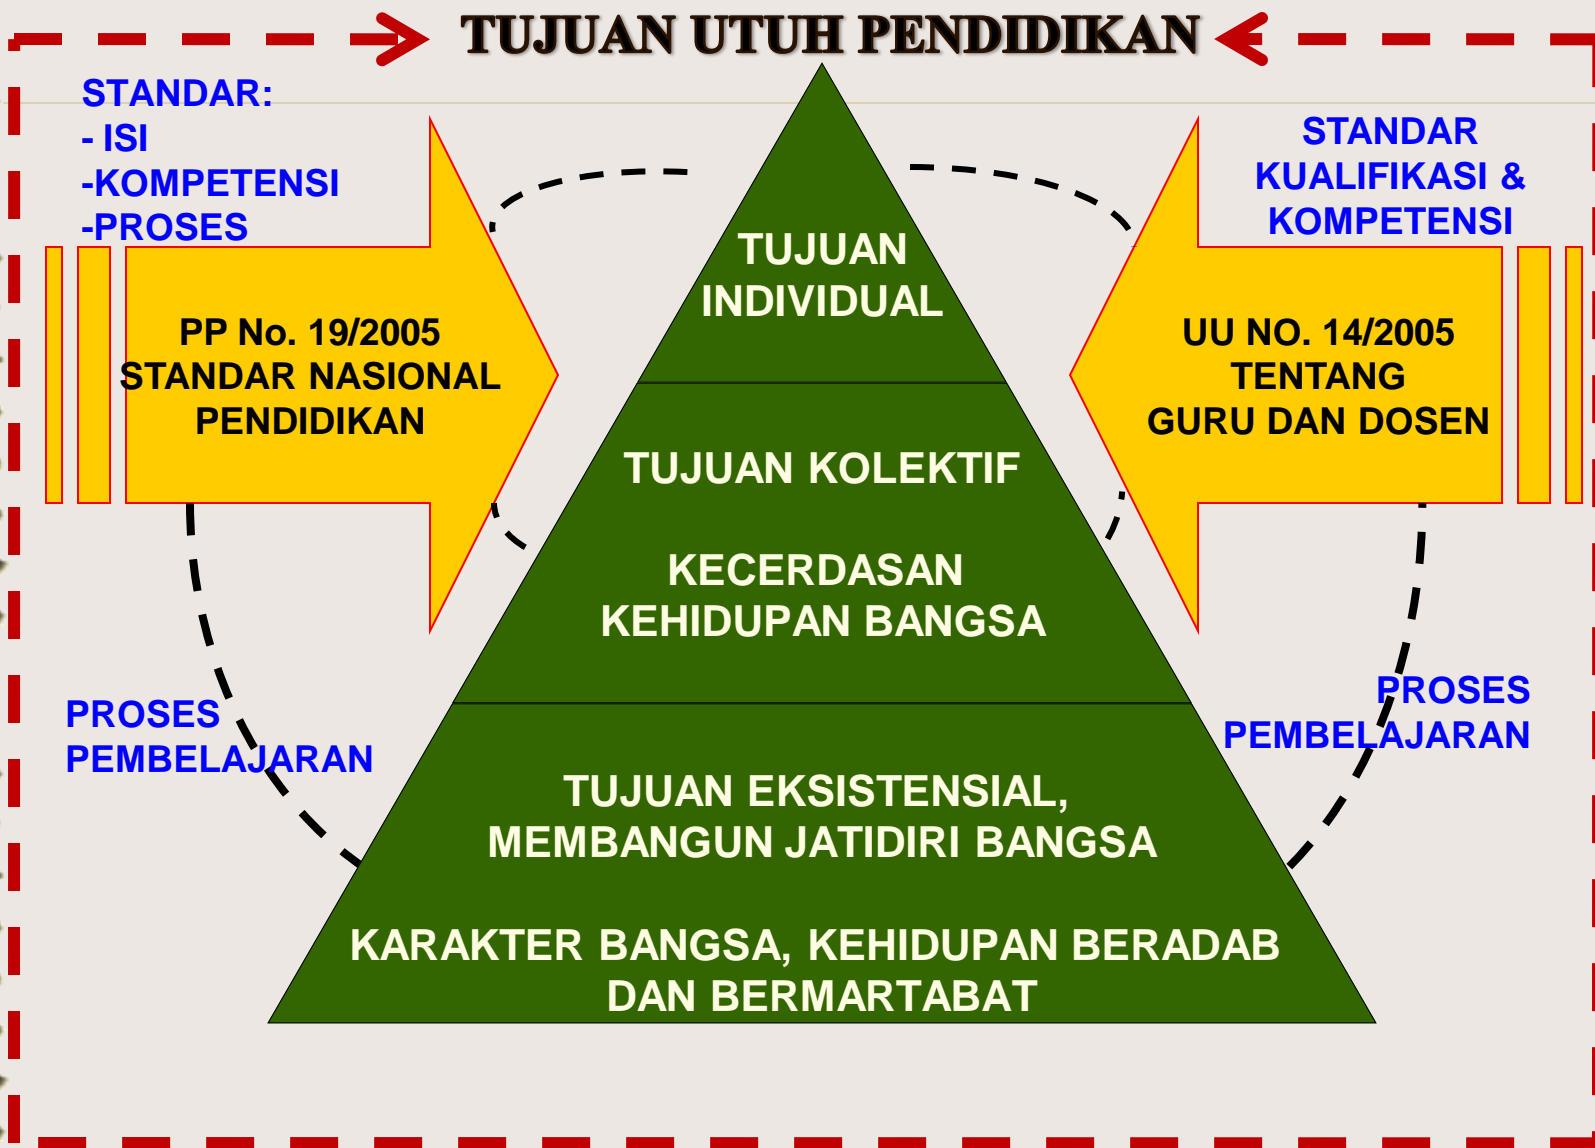 TUJUAN UTUH PENDIDIKAN
STANDAR:
- ISI
-KOMPETENSI
-PROSES
PP No. 19/2005
STANDAR NASIONAL
PENDIDIKAN
PROSES
PEMBELAJARAN
TUJUAN
INDIVIDUAL
TUJUAN KOLEKTIF
KECERDASAN
KEHIDUPAN BANGSA
TUJUAN EKSISTENSIAL,
MEMBANGUN JATIDIRI BANGSA
KARAKTER BANGSA, KEHIDUPAN BERADAB
DAN BERMARTABAT
STANDAR
KUALIFIKASI &
KOMPETENSI
UU NO. 14/2005
TENTANG
GURU DAN DOSEN
PROSES
PEMBELAJARAN